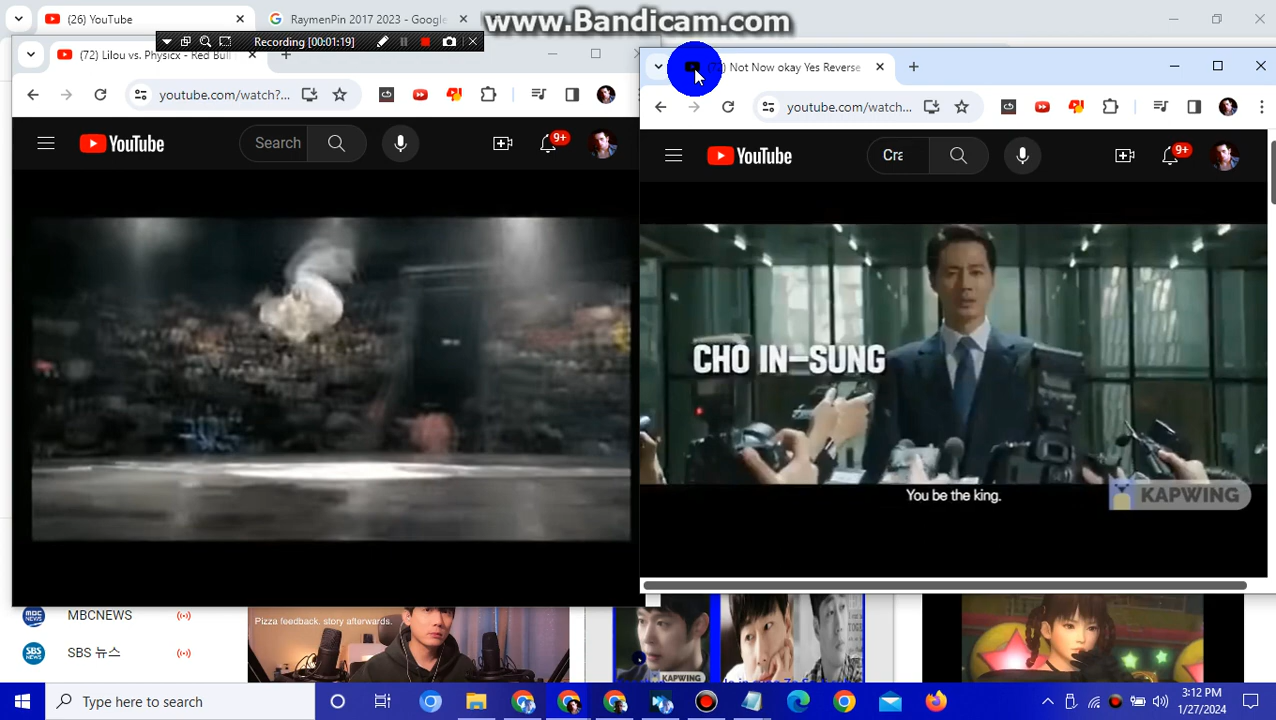 www.Bandicam.com
(26) YouTube
RaymenPin 2017 2023 - Google
Recording [00:01:19]
(72) Lilou vs. Physicx - Red Bull
(72) Not Now okay Yes Reverse
youtube.com/watch?...
youtube.com/watch...
YouTube
Search
9+
YouTube
Cra
9+
CHO IN-SUNG
You be the king.
KAPWING
MBCNEWS
SBS 뉴스
Pizza feedback. story afterwards.
KAPWING
Type here to search
3:12 PM
1/27/2024